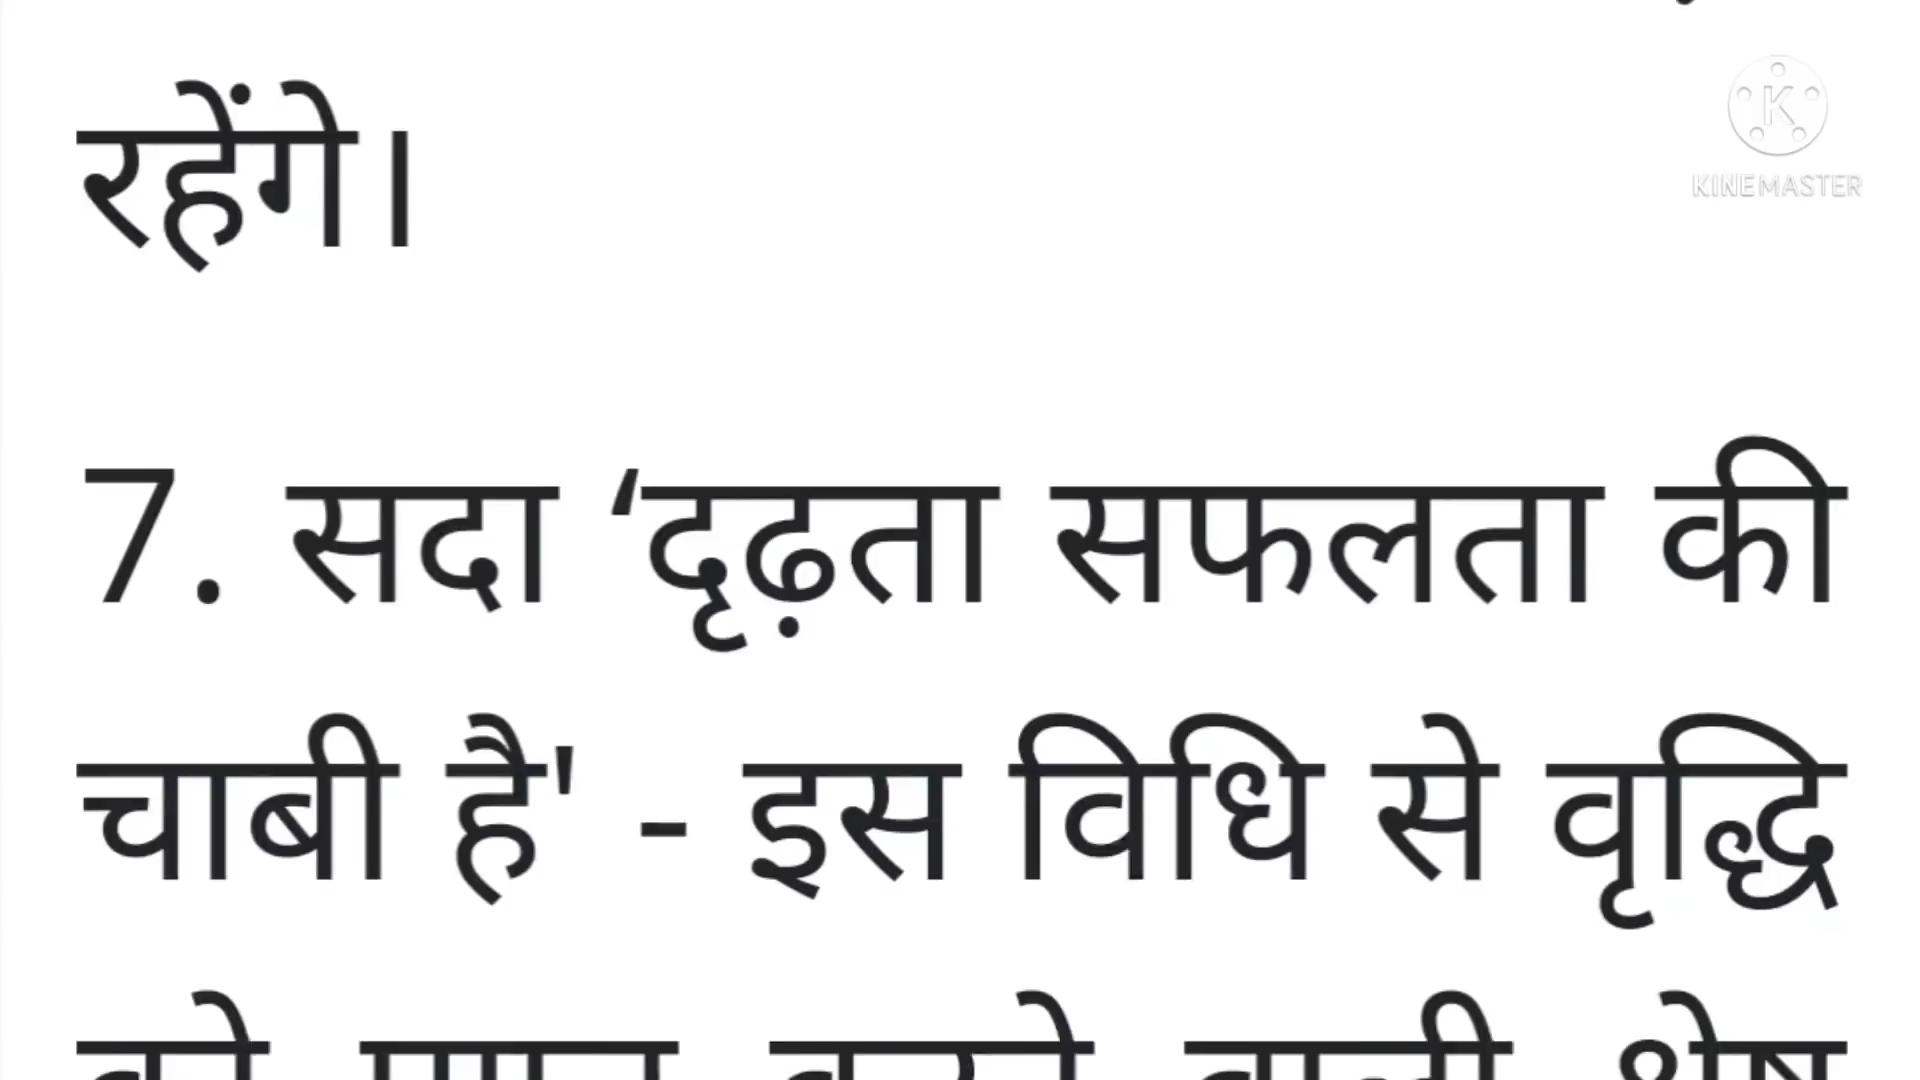 रहेंगे।
KINEMASTER
7. सदा ‘दृढ़ता सफलता की
चाबी है' - इस विधि से वृद्धि